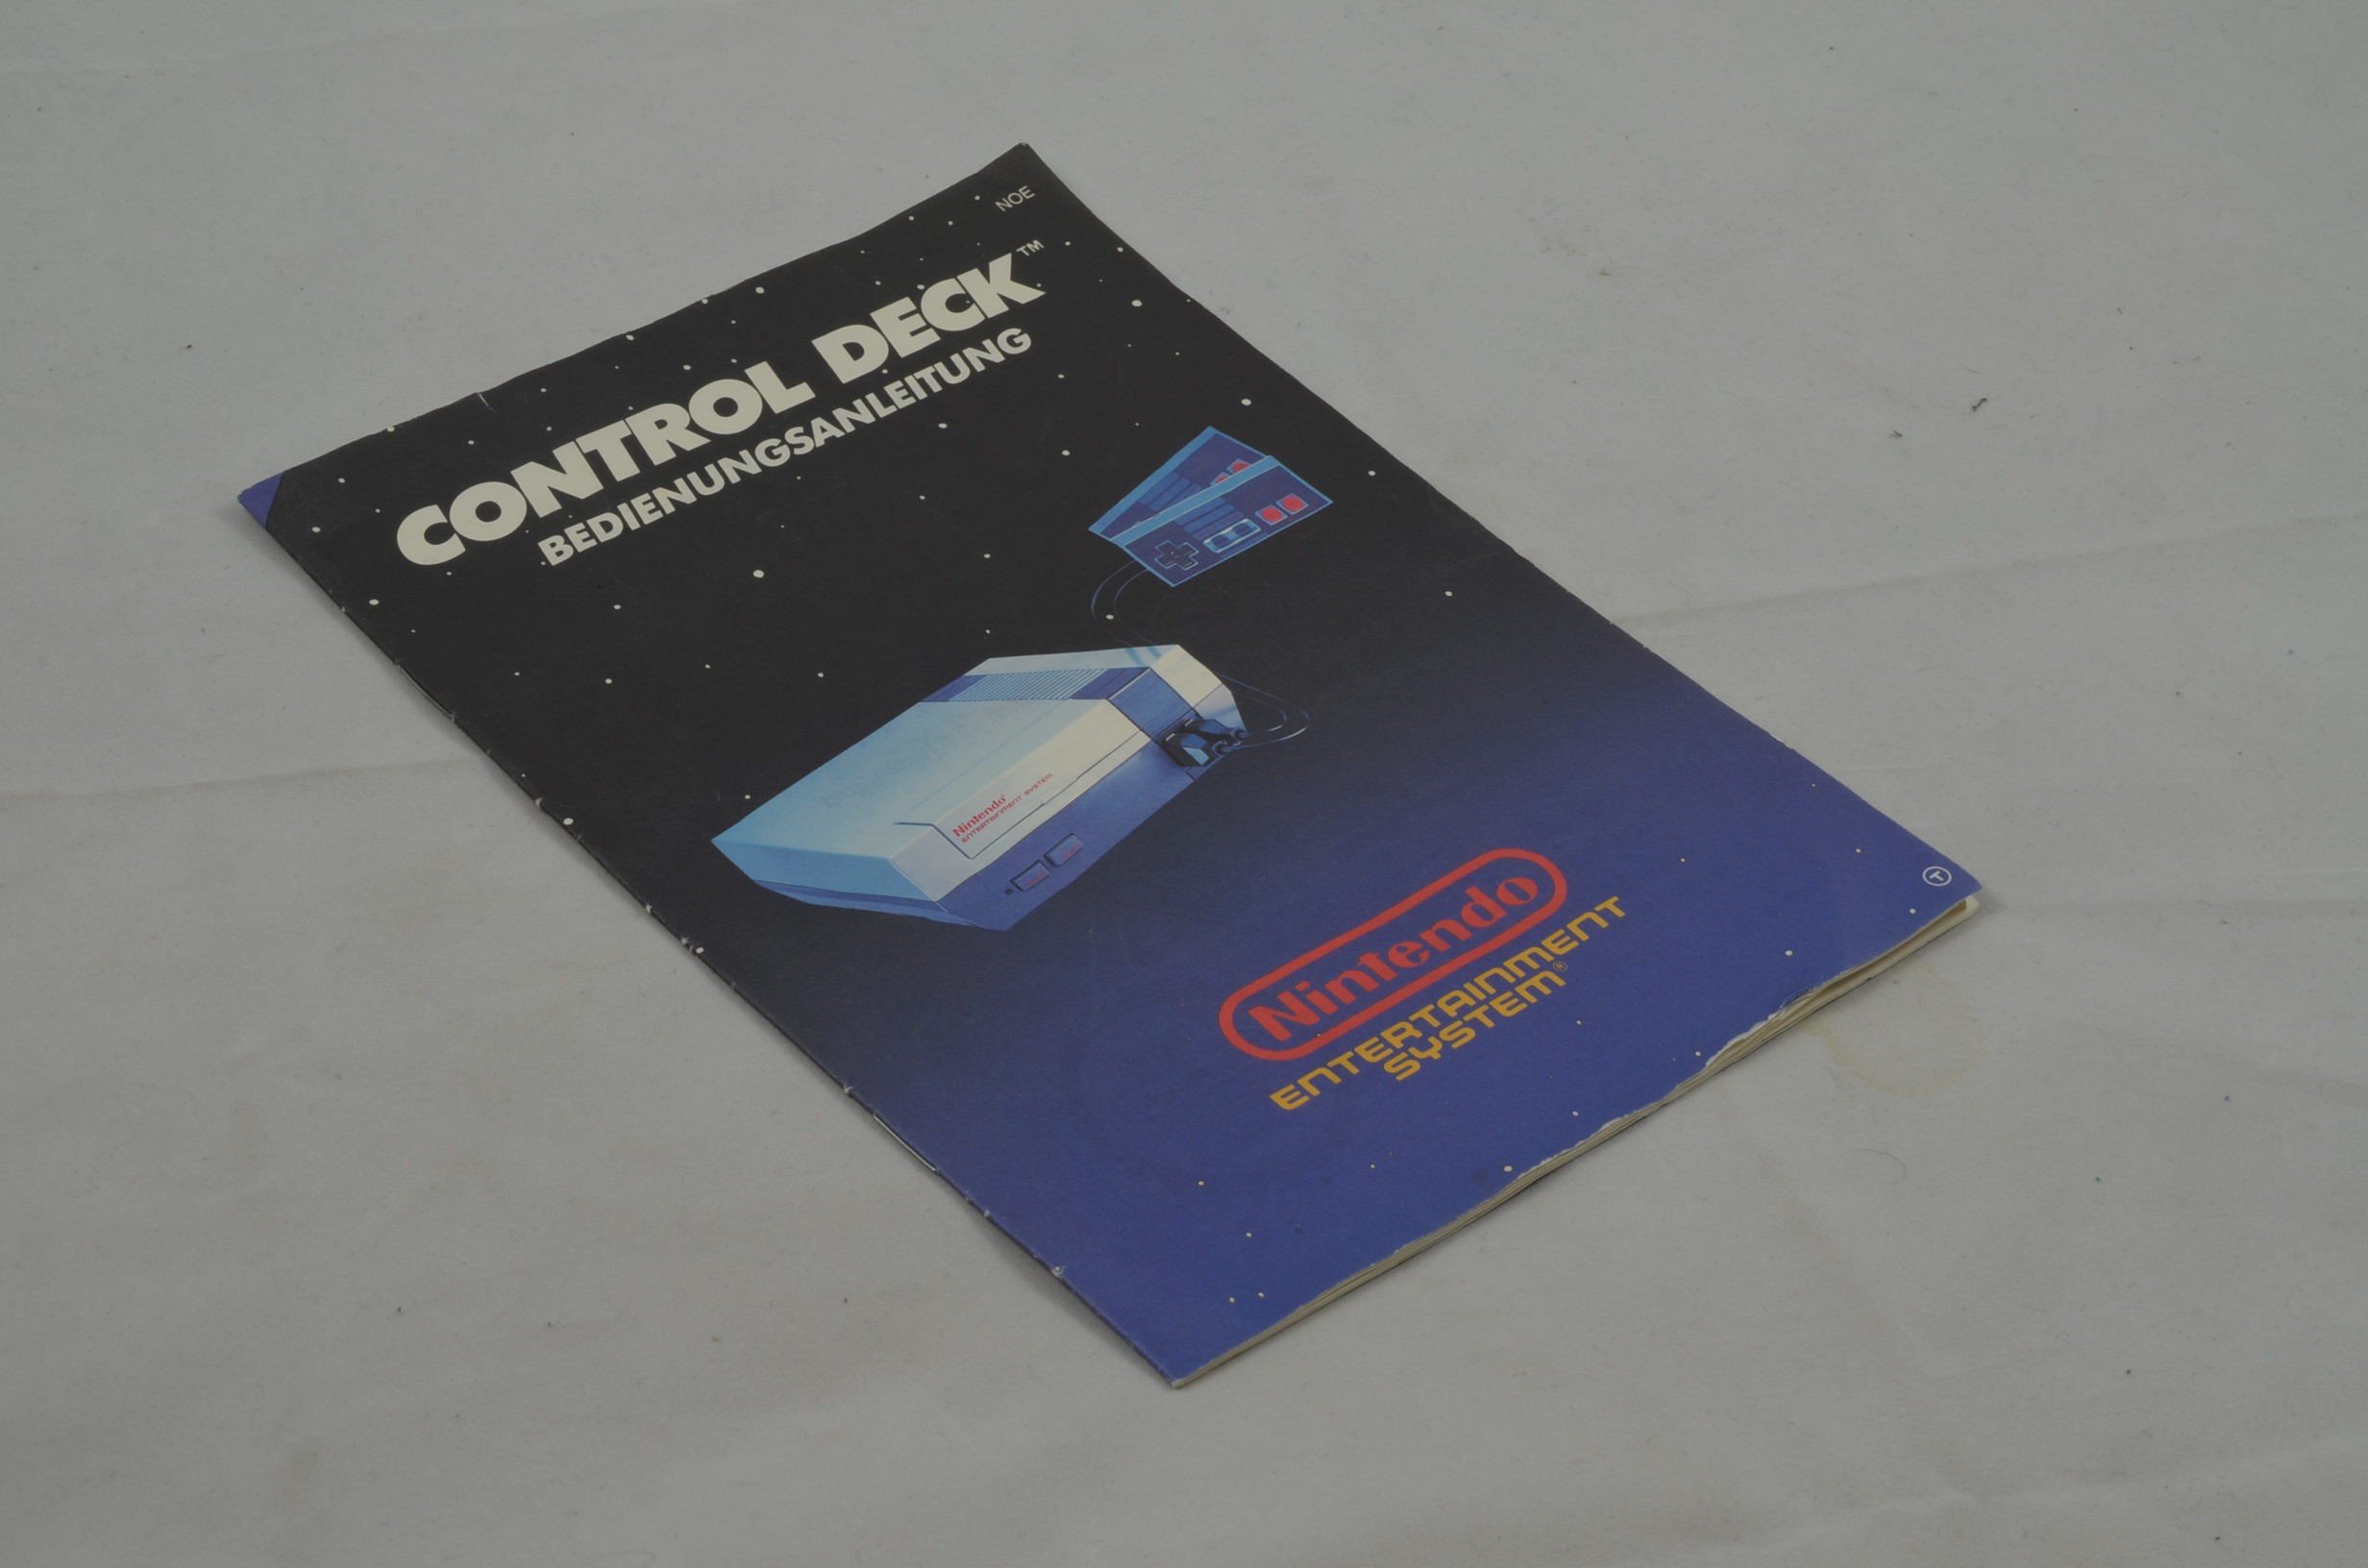 NOE
CONTROL DECK™
BEDIENUNGSANLEITUNG
Nintendo
ENTERTAINMENT SYSTEM
Nintendo
ENTERTAINMENT
SYSTEM®
T